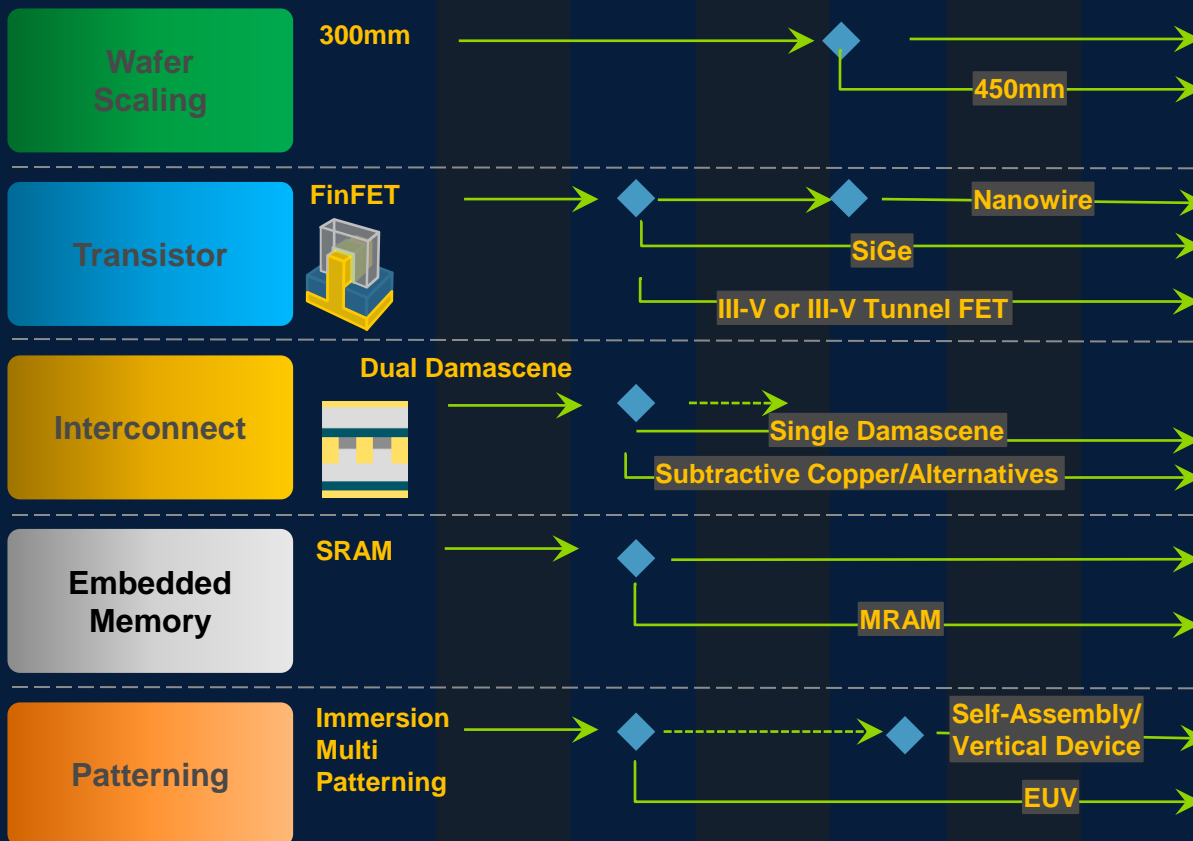 Wafer
Scaling
300mm
450mm
Transistor
FinFET
Nanowire
SiGe
III-V or III-V Tunnel FET
Interconnect
Dual Damascene
Single Damascene
Subtractive Copper/Alternatives
Embedded
Memory
SRAM
MRAM
Patterning
Immersion
Multi
Patterning
Self-Assembly/
Vertical Device
EUV